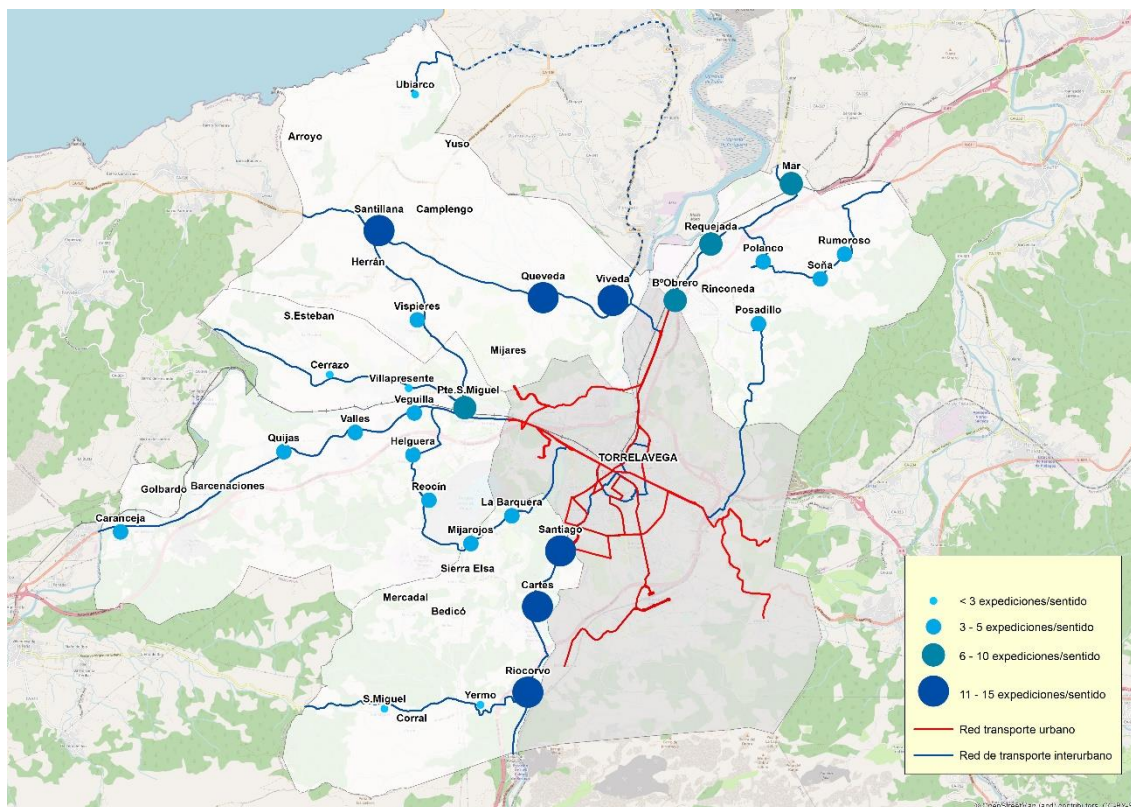 Ubiarco
Arroyo
Yuso
Mar
Santillana
Camplengo
Requejada
Herrán
Polanco
Rumoroso
Soña
Queveda
Viveda
BºObrero
Rinconeda
Vispieres
Posadillo
S.Esteban
Mijares
Cerrazo
Villapresente
Pte.S.Miguel
Veguilla
Valles
Quijas
Helguera
TORRELAVEGA
Golbardo
Barcenaciones
Reocín
La Barquera
Caranceja
Mijarojos
Santiago
Sierra Elsa
Cartes
Mercadal
Bedicó
Riocorvo
S.Miguel
Yermo
Corral
< 3 expediciones/sentido
3 - 5 expediciones/sentido
6 - 10 expediciones/sentido
11 - 15 expediciones/sentido
Red transporte urbano
Red de transporte interurbano